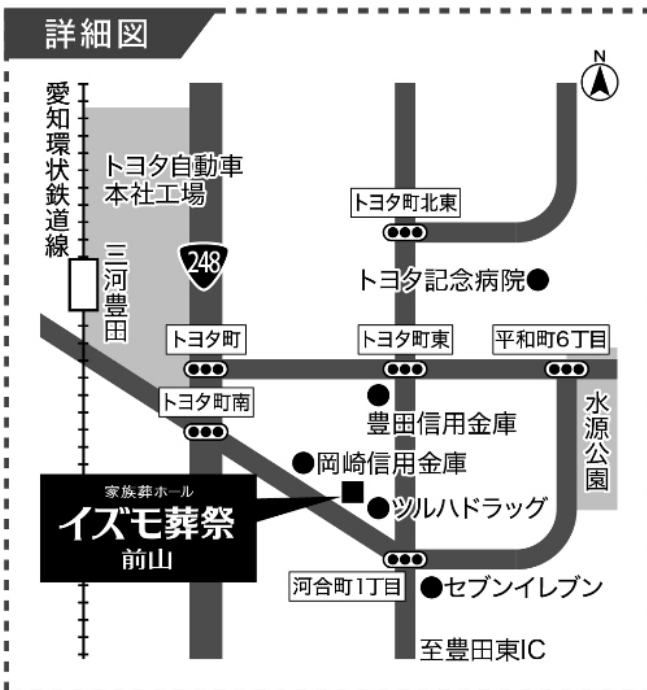 詳細図
N
愛知環状鉄道線
トヨタ自動車
本社工場
トヨタ町北東
三河豊田
248
トヨタ記念病院
トヨタ町
トヨタ町東
平和町6丁目
トヨタ町南
水源公園
豊田信用金庫
岡崎信用金庫
家族葬ホール
イズモ葬祭
前山
ツルハドラッグ
河合町1丁目
セブンイレブン
至豊田東IC